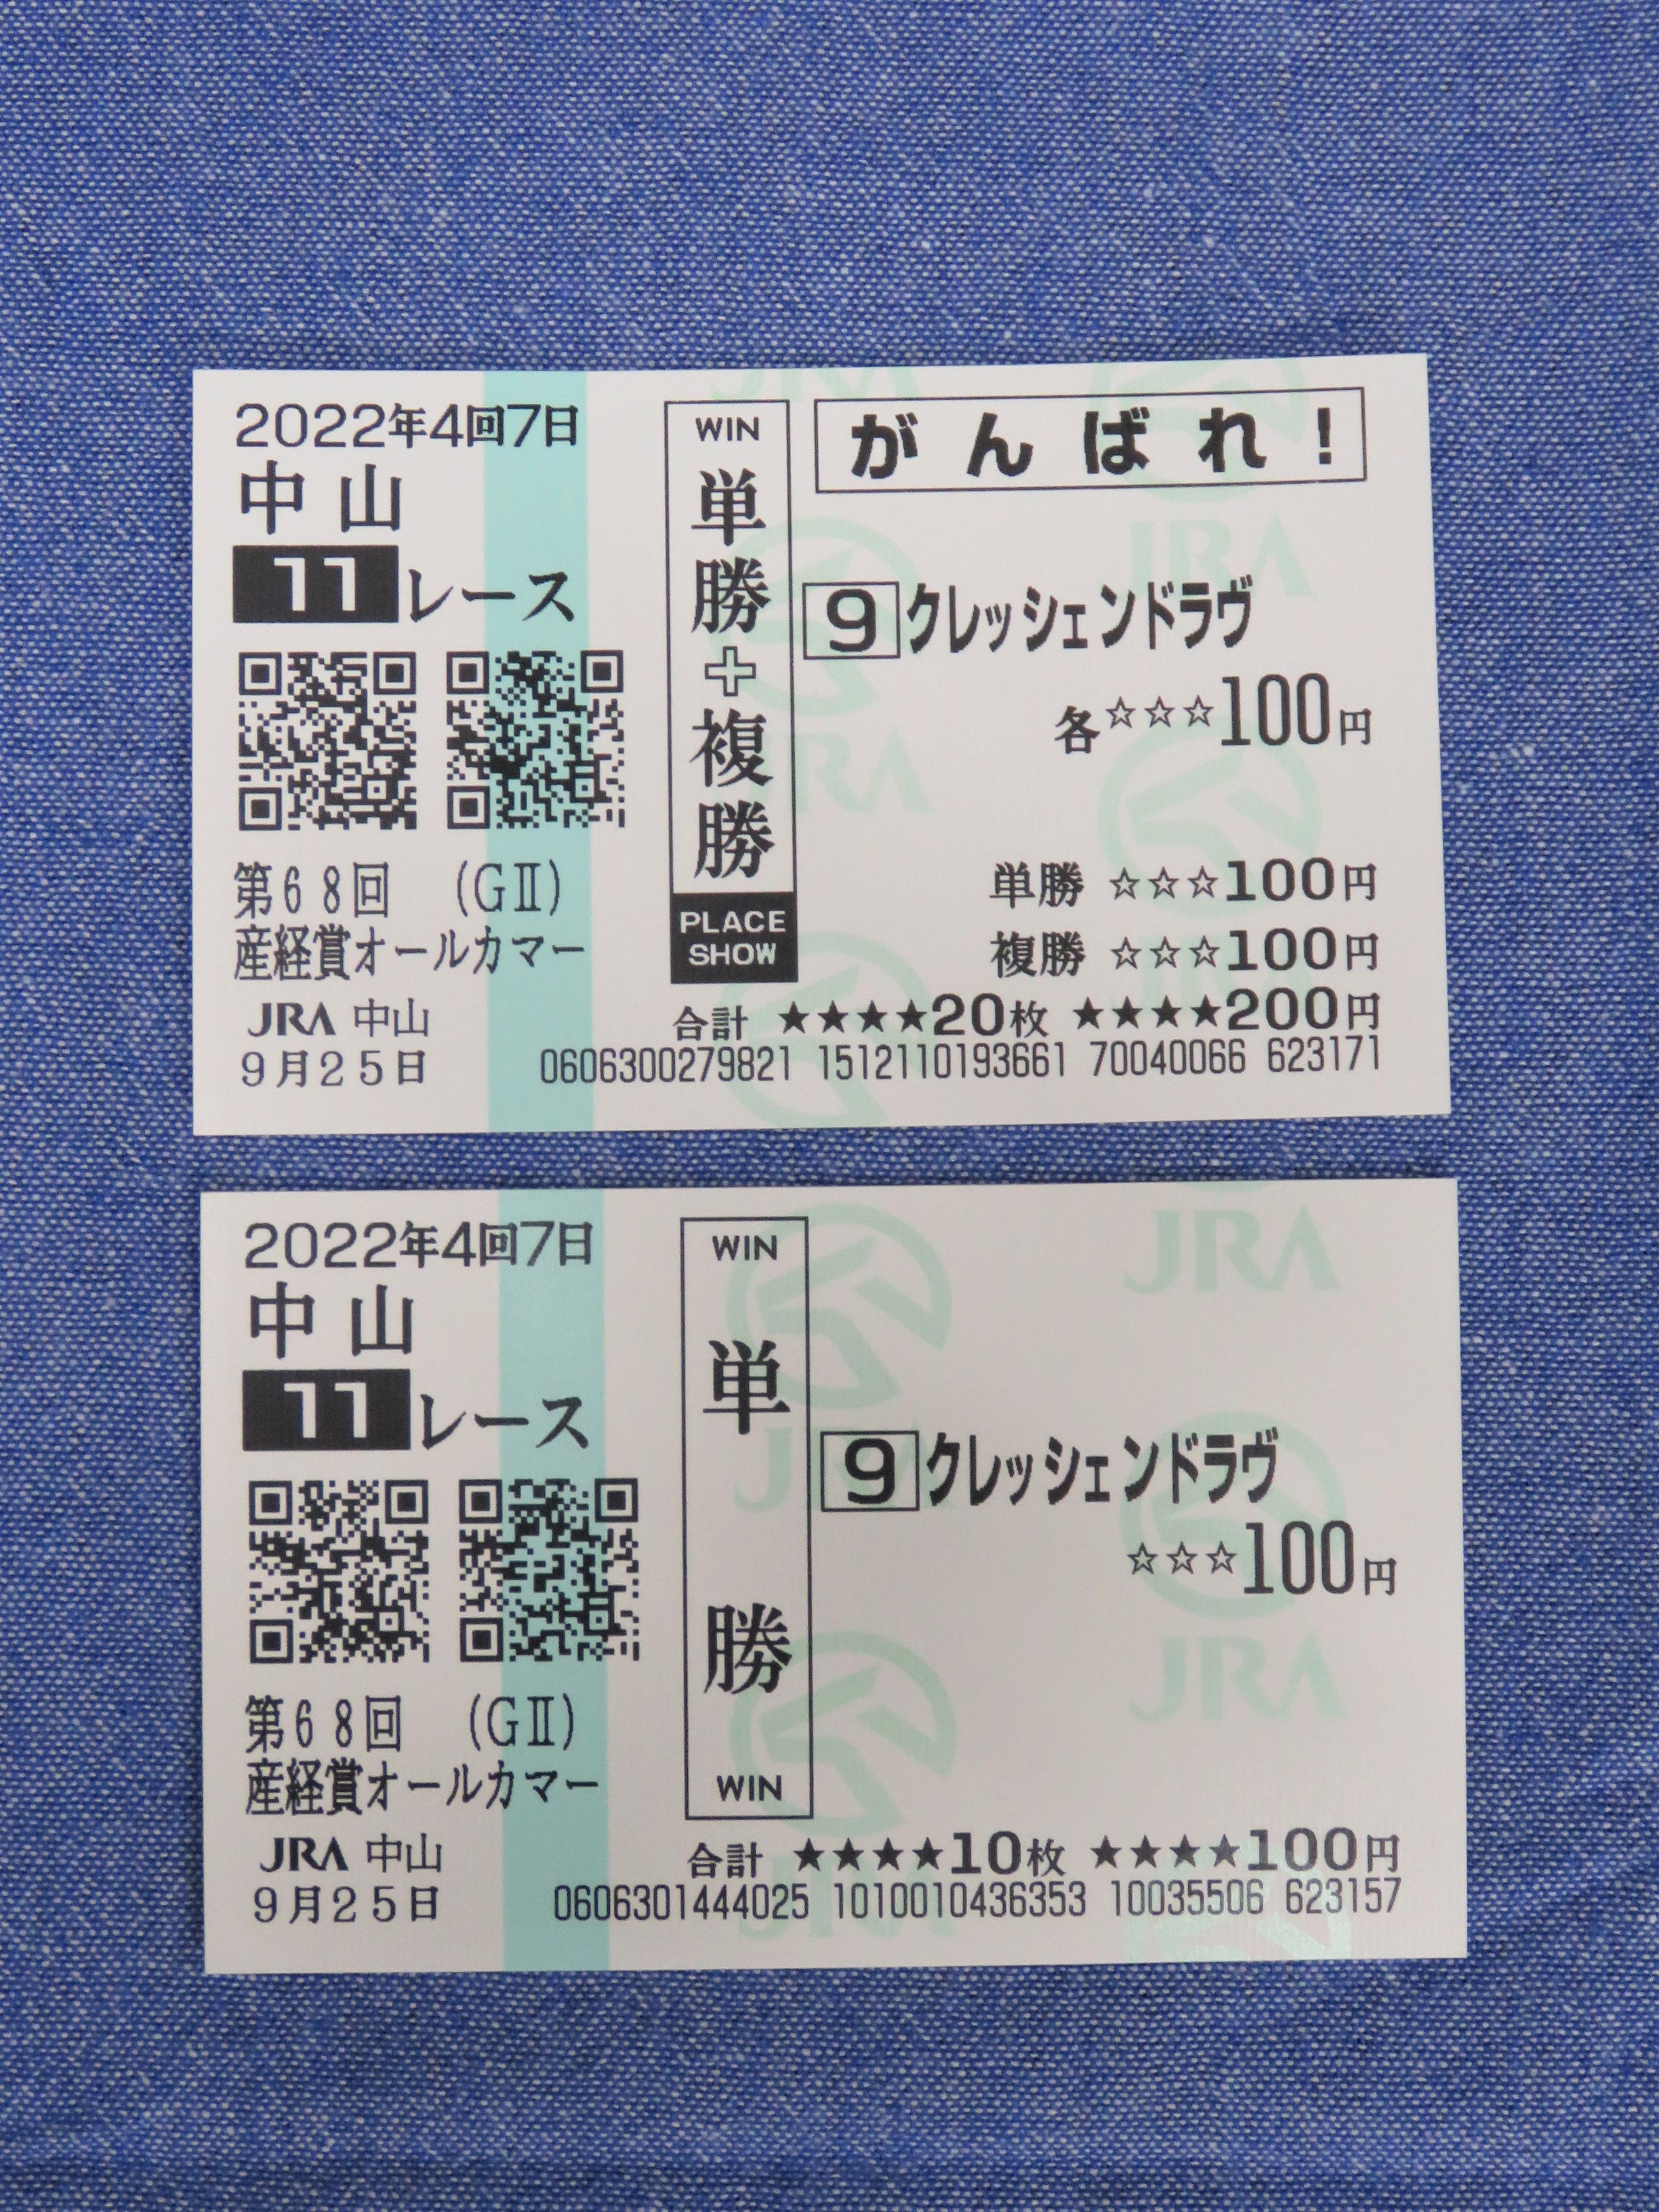 2022年4回7日
中山
11レース
第68回 (GⅡ)
産経賞オールカマー
JRA 中山
9月25日
WIN
単勝+複勝
PLACE
SHOW
がんばれ!
9 クレッシェンドラヴ
各☆☆☆100円
単勝 ☆☆☆100円
複勝 ☆☆☆100円
合計 ★★★★20枚 ★★★★200円
0606300279821 1512110193661 70040066 623171
2022年4回7日
中山
11レース
第68回 (GⅡ)
産経賞オールカマー
JRA 中山
9月25日
WIN
単勝
WIN
9 クレッシェンドラヴ
☆☆☆100円
合計 ★★★★10枚 ★★★★100円
0606301444025 1010010436353 10035506 623157